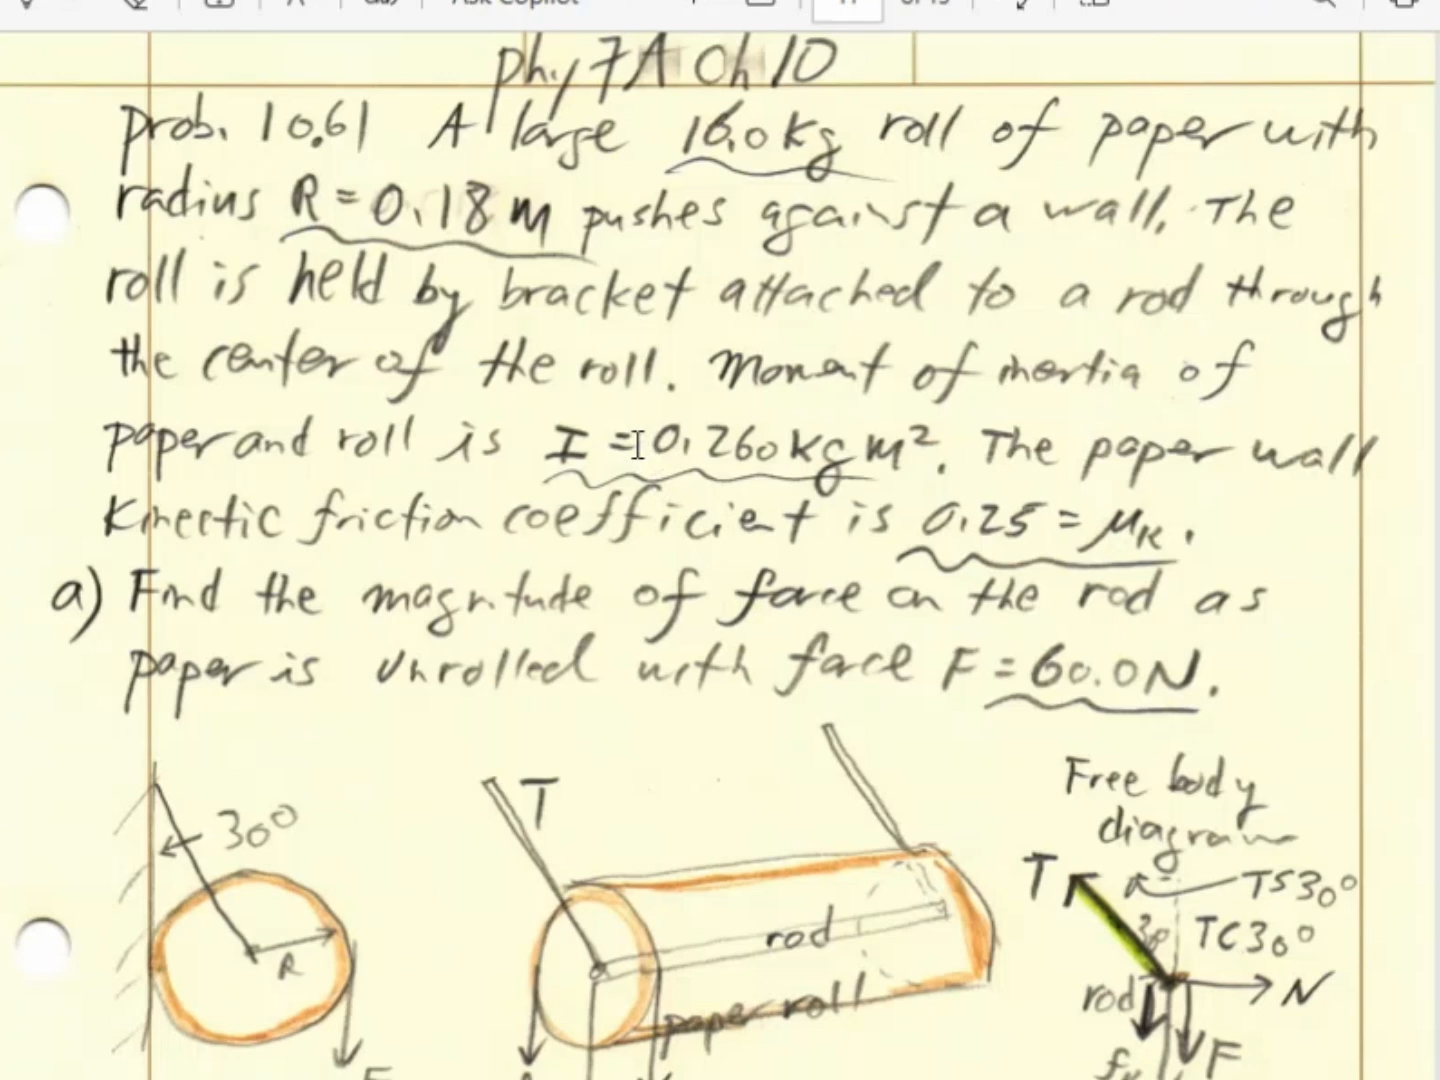 Ask Copilot
Phy 7A Ch 10
prob. 10.61 A large 16.0 kg roll of paper with
radius R = 0.18 m pushes against a wall. The
roll is held by bracket attached to a rod through
the center of the roll. Moment of inertia of
paper and roll is I = 0.260 kg m². The paper wall
Kinectic friction coefficient is 0.25 = μk.
a) Find the magnitude of force on the rod as
paper is unrolled with force F = 60.0 N.
30°
R
F
T
rod
paper roll
Free body
diagram
T
TS30°
30
TC30°
rod
N
F